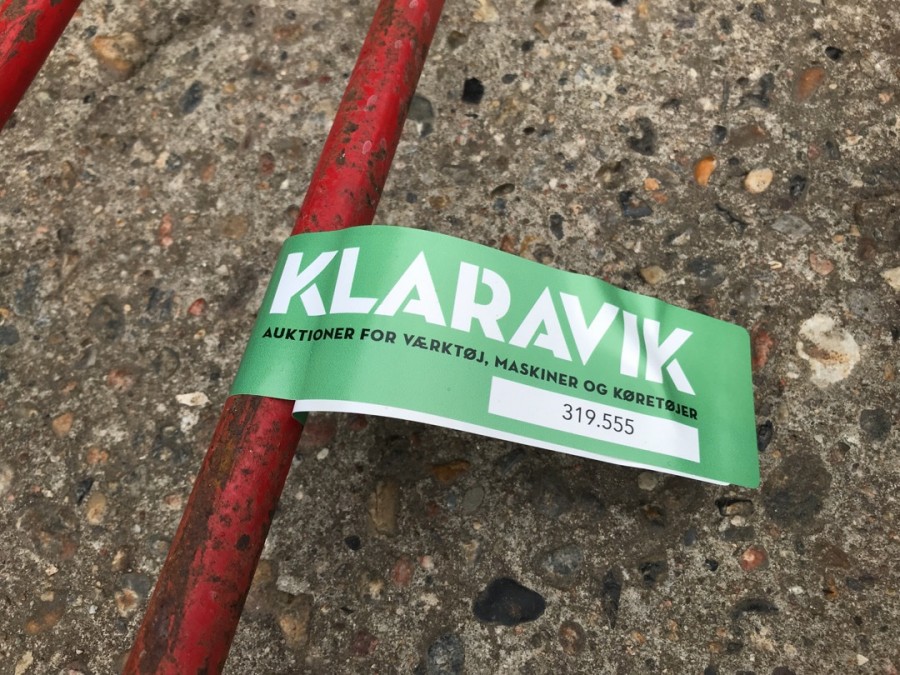 KLARAVIK
AUKTIONER FOR VÆRKTØJ, MASKINER OG KØRETØJER
319.555